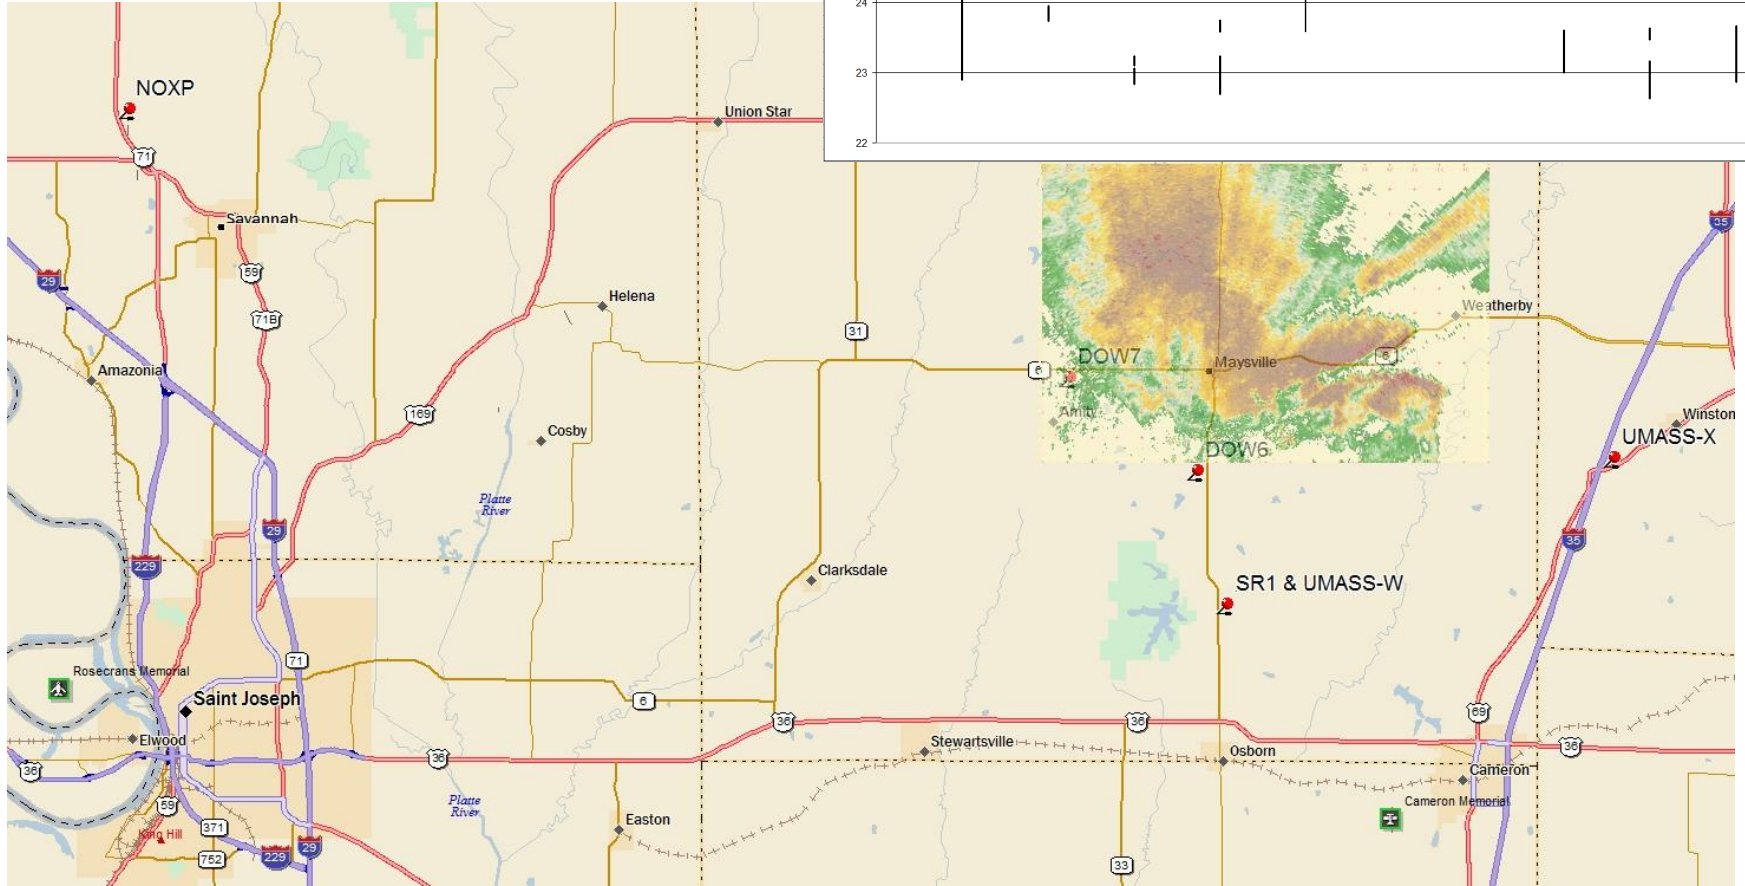 24
23
22
NOXP
71
Union Star
Savannah
59
71B
29
Helena
31
35
Weatherby
Amazonia
169
DOW7
6
Maysville
6
Amity
Cosby
Winston
UMASS-X
DOW6
Platte
River
29
229
35
Clarksdale
SR1 & UMASS-W
71
Rosecrans Memorial
Saint Joseph
6
36
36
69
Elwood
Stewartsville
Osborn
36
36
36
Cameron
Cameron Memorial
59
Platte
River
Easton
371
King Hill
752
229
29
33